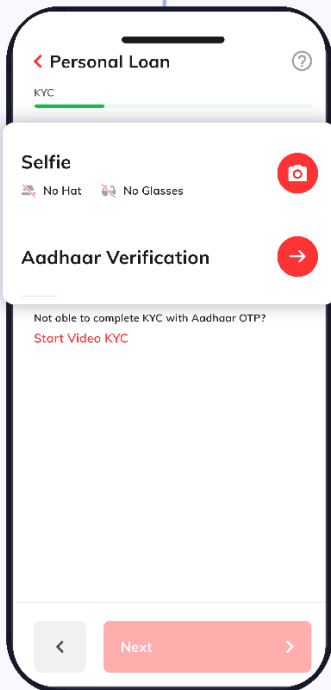 Personal Loan
KYC
Selfie
No Hat No Glasses
Aadhaar Verification
Not able to complete KYC with Aadhaar OTP?
Start Video KYC
Next